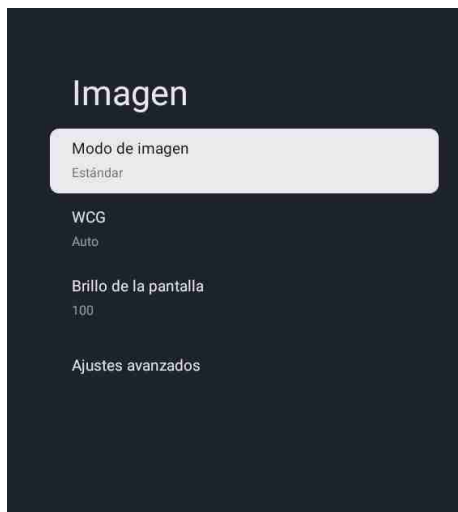 Imagen
Modo de imagen
Estándar
WCG
Auto
Brillo de la pantalla
100
Ajustes avanzados